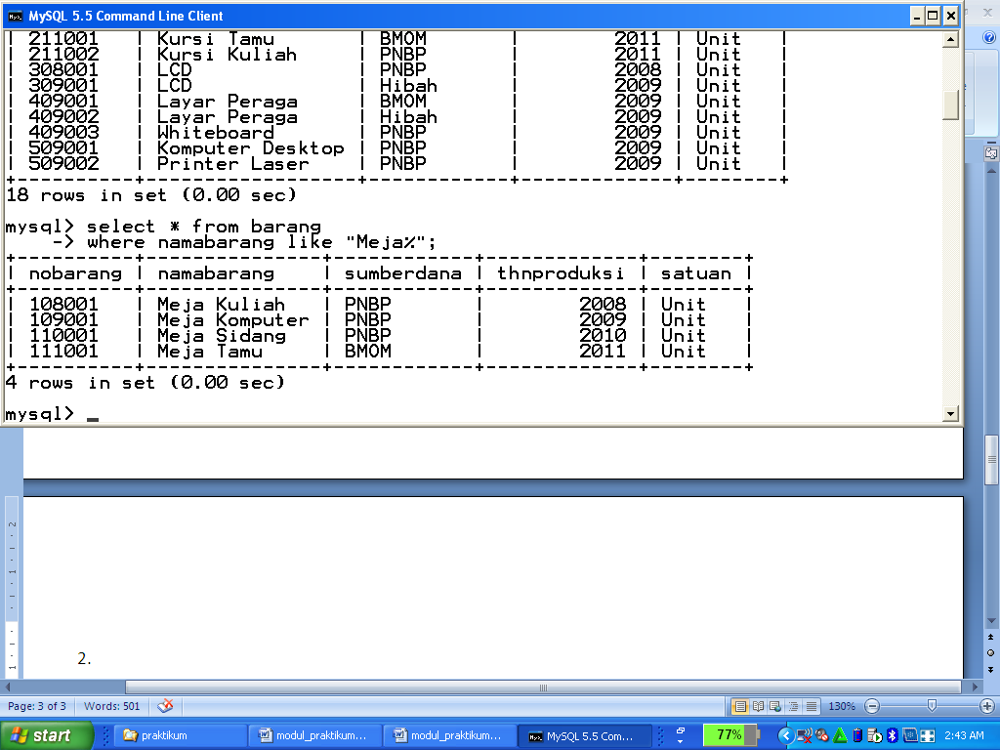 MySQL 5.5 Command Line Client
| 211001 | Kursi Tamu | BMOM | 2011 | Unit |
| 211002 | Kursi Kuliah | PNBP | 2011 | Unit |
| 308001 | LCD | PNBP | 2008 | Unit |
| 309001 | LCD | Hibah | 2009 | Unit |
| 409001 | Layar Peraga | BMOM | 2009 | Unit |
| 409002 | Layar Peraga | Hibah | 2009 | Unit |
| 409003 | Whiteboard | PNBP | 2009 | Unit |
| 509001 | Komputer Desktop | PNBP | 2009 | Unit |
| 509002 | Printer Laser | PNBP | 2009 | Unit |
18 rows in set (0.00 sec)
mysql> select * from barang
-> where namabarang like "Meja%";
| nobarang | namabarang | sumberdana | thnproduksi | satuan |
| 108001 | Meja Kuliah | PNBP | 2008 | Unit |
| 109001 | Meja Komputer | PNBP | 2009 | Unit |
| 110001 | Meja Sidang | PNBP | 2010 | Unit |
| 111001 | Meja Tamu | BMOM | 2011 | Unit |
4 rows in set (0.00 sec)
mysql> _
2.
Page: 3 of 3 Words: 501 130%
start praktikum modul_praktikum... modul_praktikum... MySQL 5.5 Com... 77% 2:43 AM